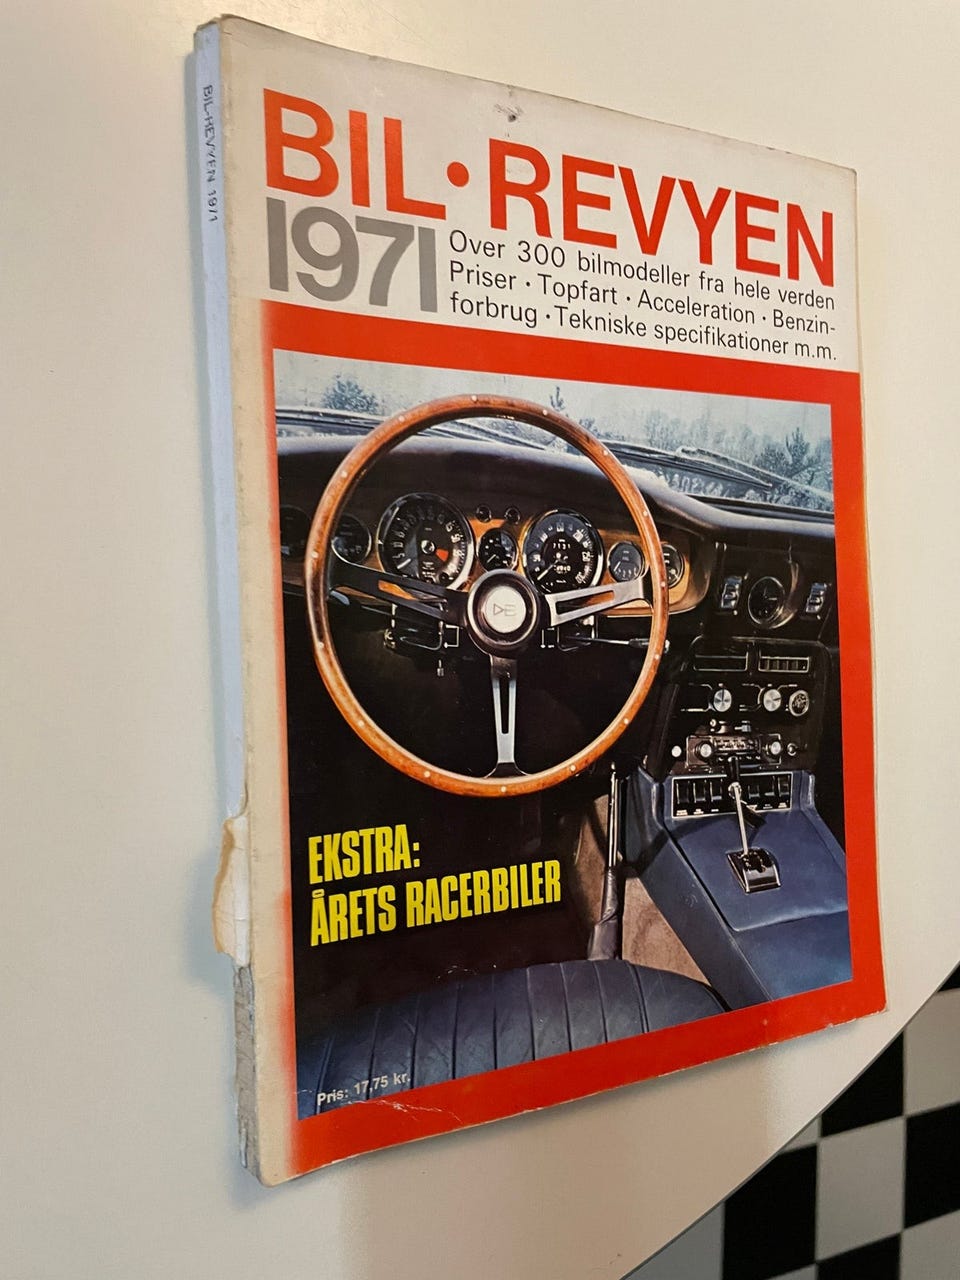 BIL-REVYEN 1971
BIL·REVYEN
1971
Over 300 bilmodeller fra hele verden
Priser · Topfart · Acceleration · Benzin-
forbrug · Tekniske specifikationer m.m.
EKSTRA:
ÅRETS RACERBILER
Pris: 17,75 kr.